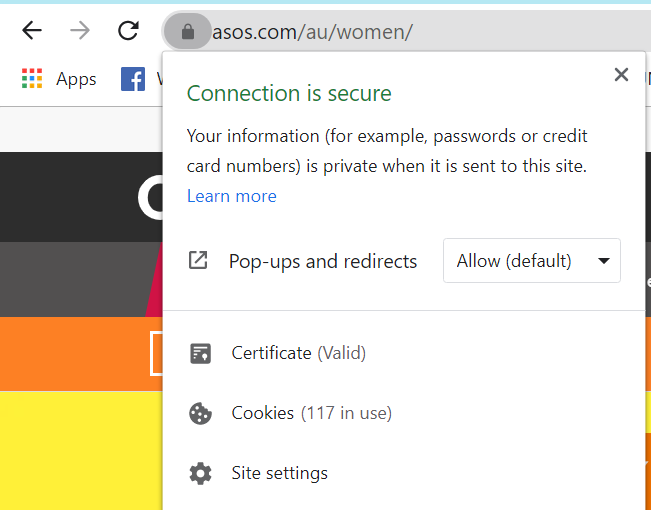 asos.com/au/women/
Apps
Connection is secure
Your information (for example, passwords or credit
card numbers) is private when it is sent to this site.
Learn more
Pop-ups and redirects Allow (default)
Certificate (Valid)
Cookies (117 in use)
Site settings